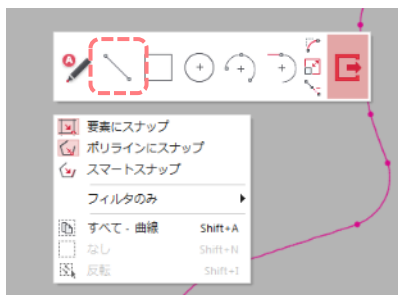 A
要素にスナップ
ポリラインにスナップ
スマートスナップ
フィルタのみ
すべて - 曲線 Shift+A
なし Shift+N
反転 Shift+I